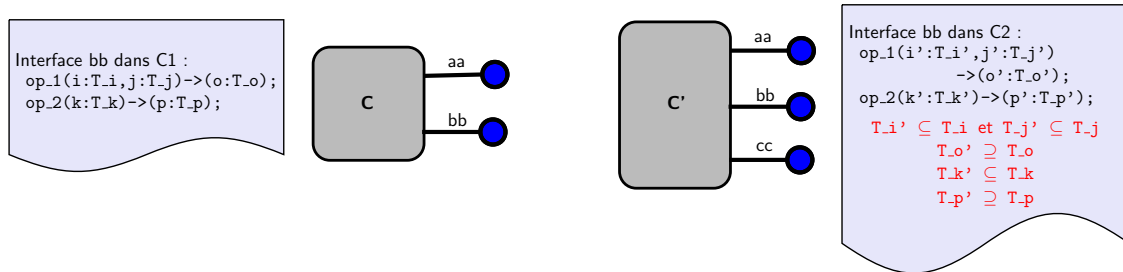 Interface bb dans C1 :
op_1(i:T_i,j:T_j)->(o:T_o);
op_2(k:T_k)->(p:T_p);
C
aa
bb
C'
aa
bb
cc
Interface bb dans C2 :
op_1(i':T_i',j':T_j')
->(o':T_o');
op_2(k':T_k')->(p':T_p');
T_i' ⊆ T_i et T_j' ⊆ T_j
T_o' ⊇ T_o
T_k' ⊆ T_k
T_p' ⊇ T_p